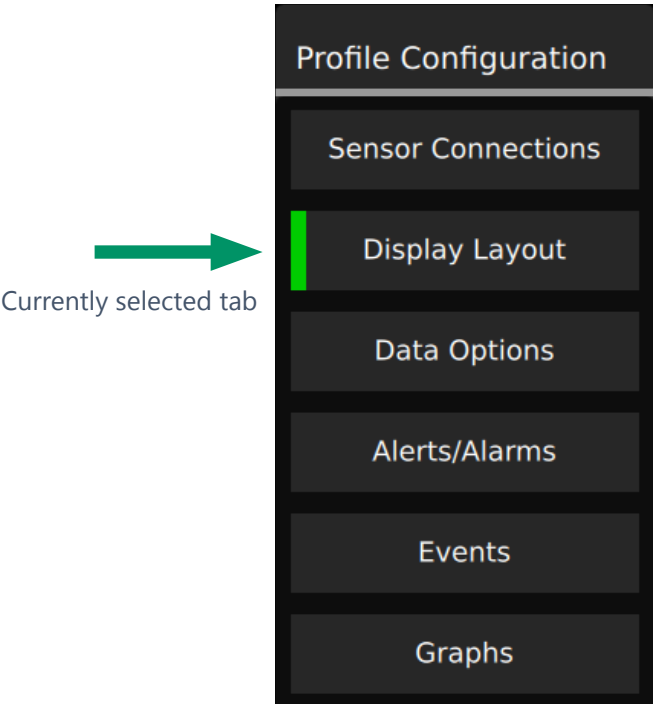 Profile Configuration
Sensor Connections
Display Layout
Currently selected tab
Data Options
Alerts/Alarms
Events
Graphs